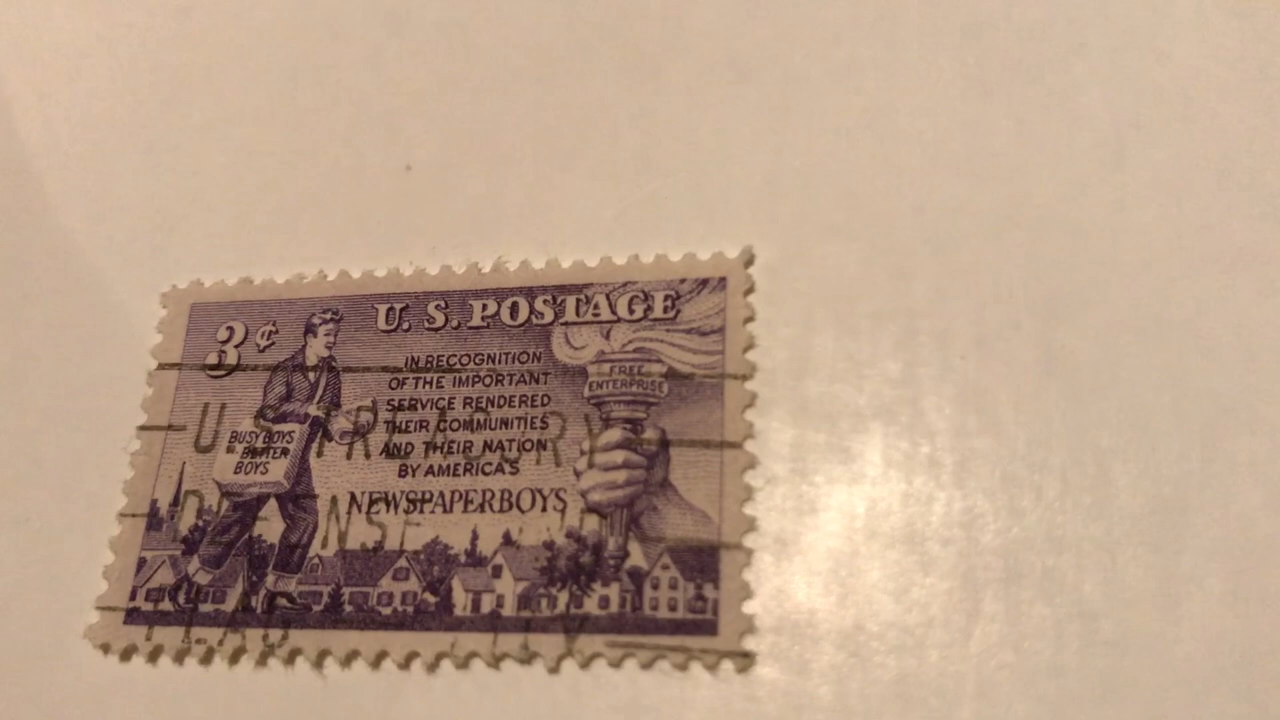 3¢
U. S. POSTAGE
IN RECOGNITION
OF THE IMPORTANT
SERVICE RENDERED
THEIR COMMUNITIES
AND THEIR NATION
BY AMERICA'S
NEWSPAPERBOYS
FREE
ENTERPRISE
BUSY BOYS
.. BETTER
BOYS
U.S. TREASURY